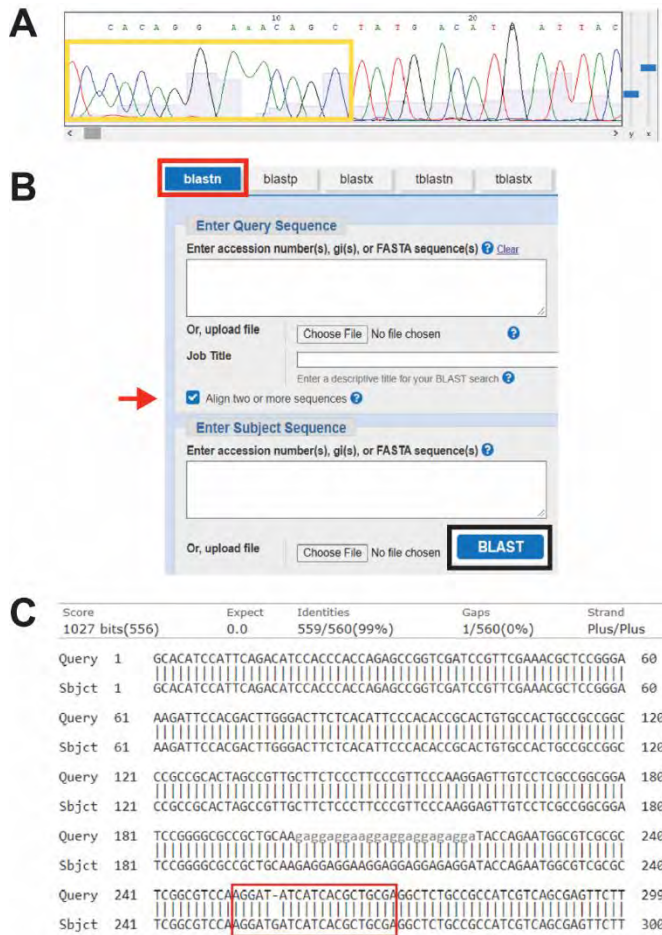 A
10 20
C A C A G G A a A C A G C T A T G A C A T G A T T A C
< > y x
B
blastn blastp blastx tblastn tblastx
Enter Query Sequence
Enter accession number(s), gi(s), or FASTA sequence(s) ? Clear
Or, upload file Choose File No file chosen ?
Job Title
Enter a descriptive title for your BLAST search ?
Align two or more sequences ?
Enter Subject Sequence
Enter accession number(s), gi(s), or FASTA sequence(s) ?
Or, upload file Choose File No file chosen BLAST
C
Score Expect Identities Gaps Strand
1027 bits(556) 0.0 559/560(99%) 1/560(0%) Plus/Plus
Query 1 GCACATCCATTCAGACATCCACCCACCAGAGCCGGTCGATCCGTTCGAAACGCTCCGGGA 60
Sbjct 1 GCACATCCATTCAGACATCCACCCACCAGAGCCGGTCGATCCGTTCGAAACGCTCCGGGA 60
Query 61 AAGATTCCACGACTTGGGACTTCTCACATTCCCACACCGCACTGTGCCACTGCCGCCGGC 120
Sbjct 61 AAGATTCCACGACTTGGGACTTCTCACATTCCCACACCGCACTGTGCCACTGCCGCCGGC 120
Query 121 CCGCCGCACTAGCCGTTGCTTCTCCCTTCCCGTTCCCAAGGAGTTGTCCTCGCCGGCGGA 180
Sbjct 121 CCGCCGCACTAGCCGTTGCTTCTCCCTTCCCGTTCCCAAGGAGTTGTCCTCGCCGGCGGA 180
Query 181 TCCGGGGCGCCGCTGCAAgaggaggaaggaggaggagaggaTACCAGAATGGCGTCGCGC 240
Sbjct 181 TCCGGGGCGCCGCTGCAAGAGGAGGAAGGAGGAGGAGAGGATACCAGAATGGCGTCGCGC 240
Query 241 TCGGCGTCCAAGGAT-ATCATCACGCTGCGAGGCTCTGCCGCCATCGTCAGCGAGTTCTT 299
Sbjct 241 TCGGCGTCCAAGGATGATCATCACGCTGCGAGGCTCTGCCGCCATCGTCAGCGAGTTCTT 300